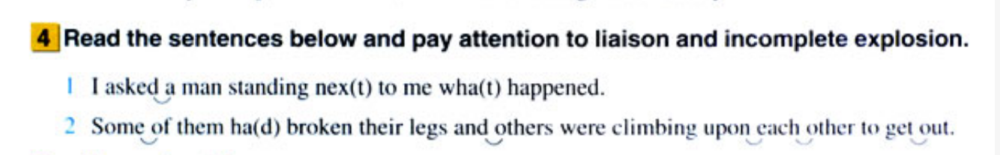 4 Read the sentences below and pay attention to liaison and incomplete explosion.
1 I asked a man standing nex(t) to me wha(t) happened.
2 Some of them ha(d) broken their legs and others were climbing upon each other to get out.